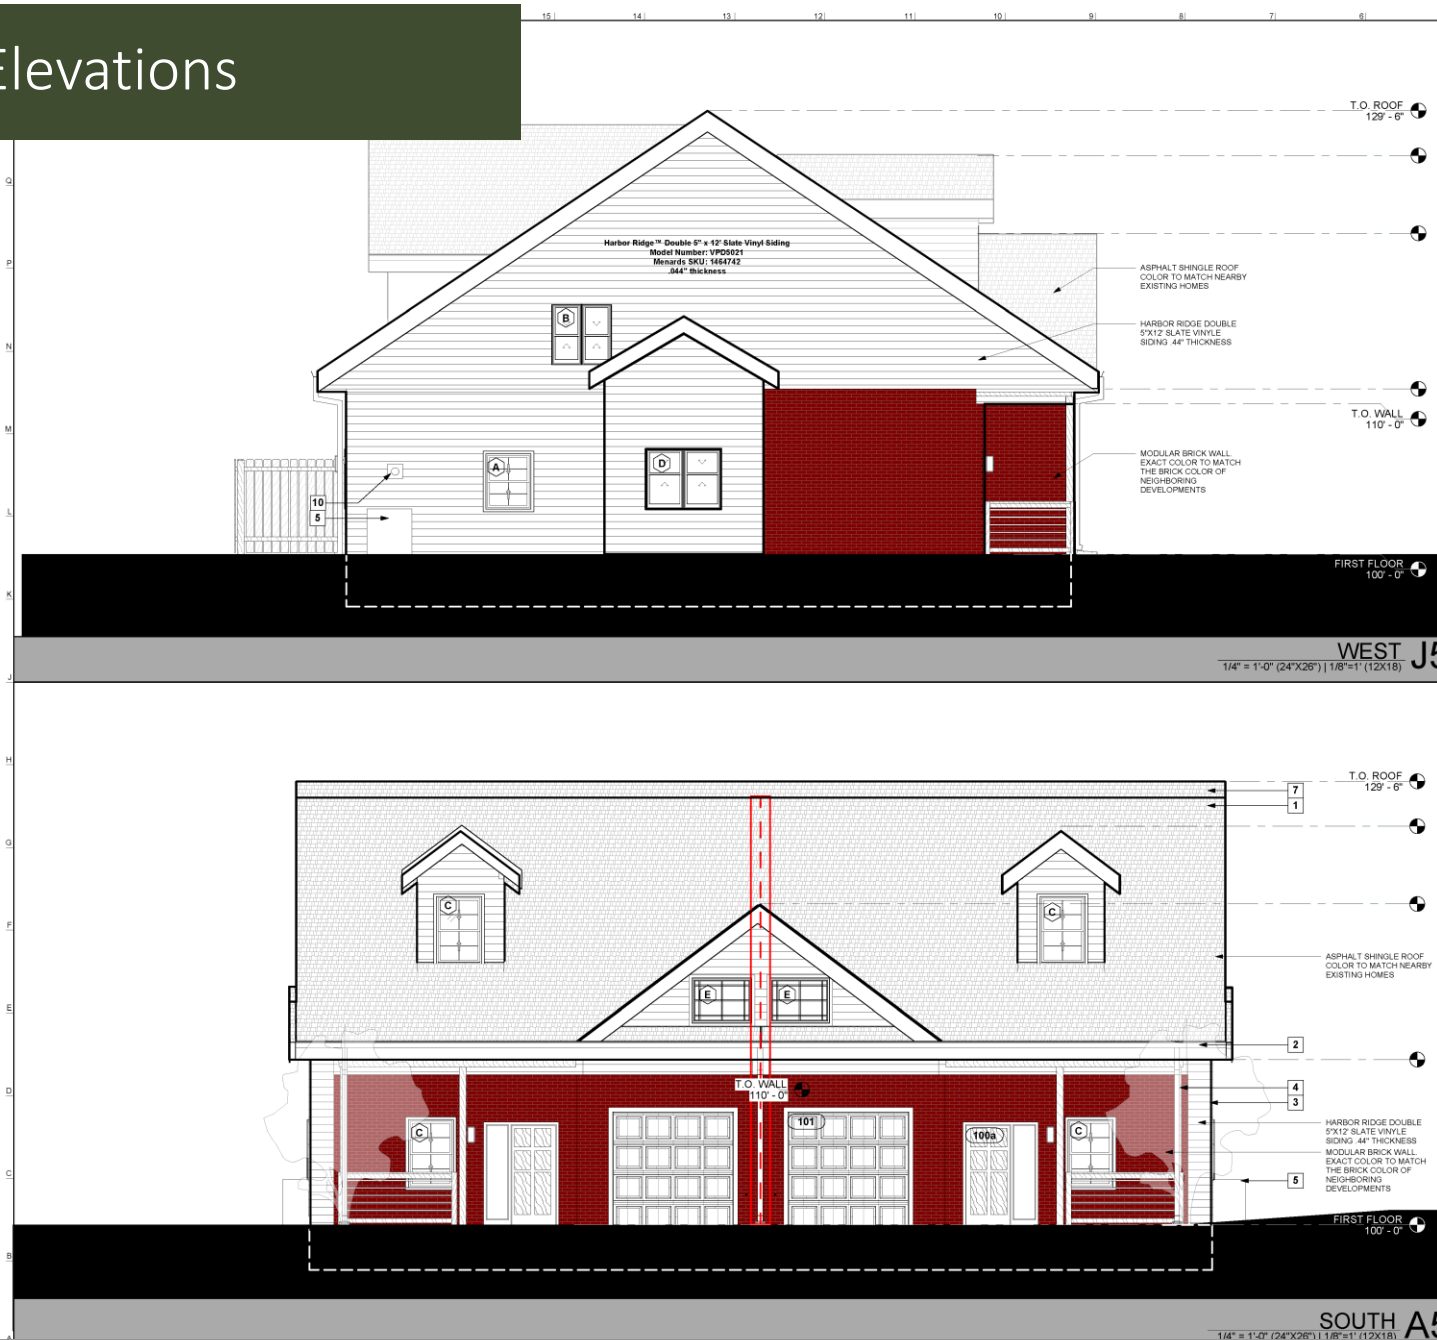 Elevations
15 14 13 12 11 10 9 8 7 6
T.O. ROOF
129' - 6"
Q
P
N
M
L
K
J
Harbor Ridge™ Double 5" x 12' Slate Vinyl Siding
Model Number: VPD5021
Menards SKU: 1464742
.044" thickness
ASPHALT SHINGLE ROOF
COLOR TO MATCH NEARBY
EXISTING HOMES
HARBOR RIDGE DOUBLE
5"X12' SLATE VINYLE
SIDING .44" THICKNESS
B
A
D
T.O. WALL
110' - 0"
MODULAR BRICK WALL.
EXACT COLOR TO MATCH
THE BRICK COLOR OF
NEIGHBORING
DEVELOPMENTS
10
5
FIRST FLOOR
100' - 0"
WEST J5
1/4" = 1'-0" (24"X26") | 1/8"=1' (12X18)
H
G
F
E
D
C
B
A
T.O. ROOF
129' - 6"
7
1
C
C
E
E
ASPHALT SHINGLE ROOF
COLOR TO MATCH NEARBY
EXISTING HOMES
2
T.O. WALL
110' - 0"
4
3
C
101
100a
C
HARBOR RIDGE DOUBLE
5"X12' SLATE VINYLE
SIDING .44" THICKNESS
MODULAR BRICK WALL.
EXACT COLOR TO MATCH
THE BRICK COLOR OF
NEIGHBORING
DEVELOPMENTS
5
FIRST FLOOR
100' - 0"
SOUTH A5
1/4" = 1'-0" (24"X26") | 1/8"=1' (12X18)